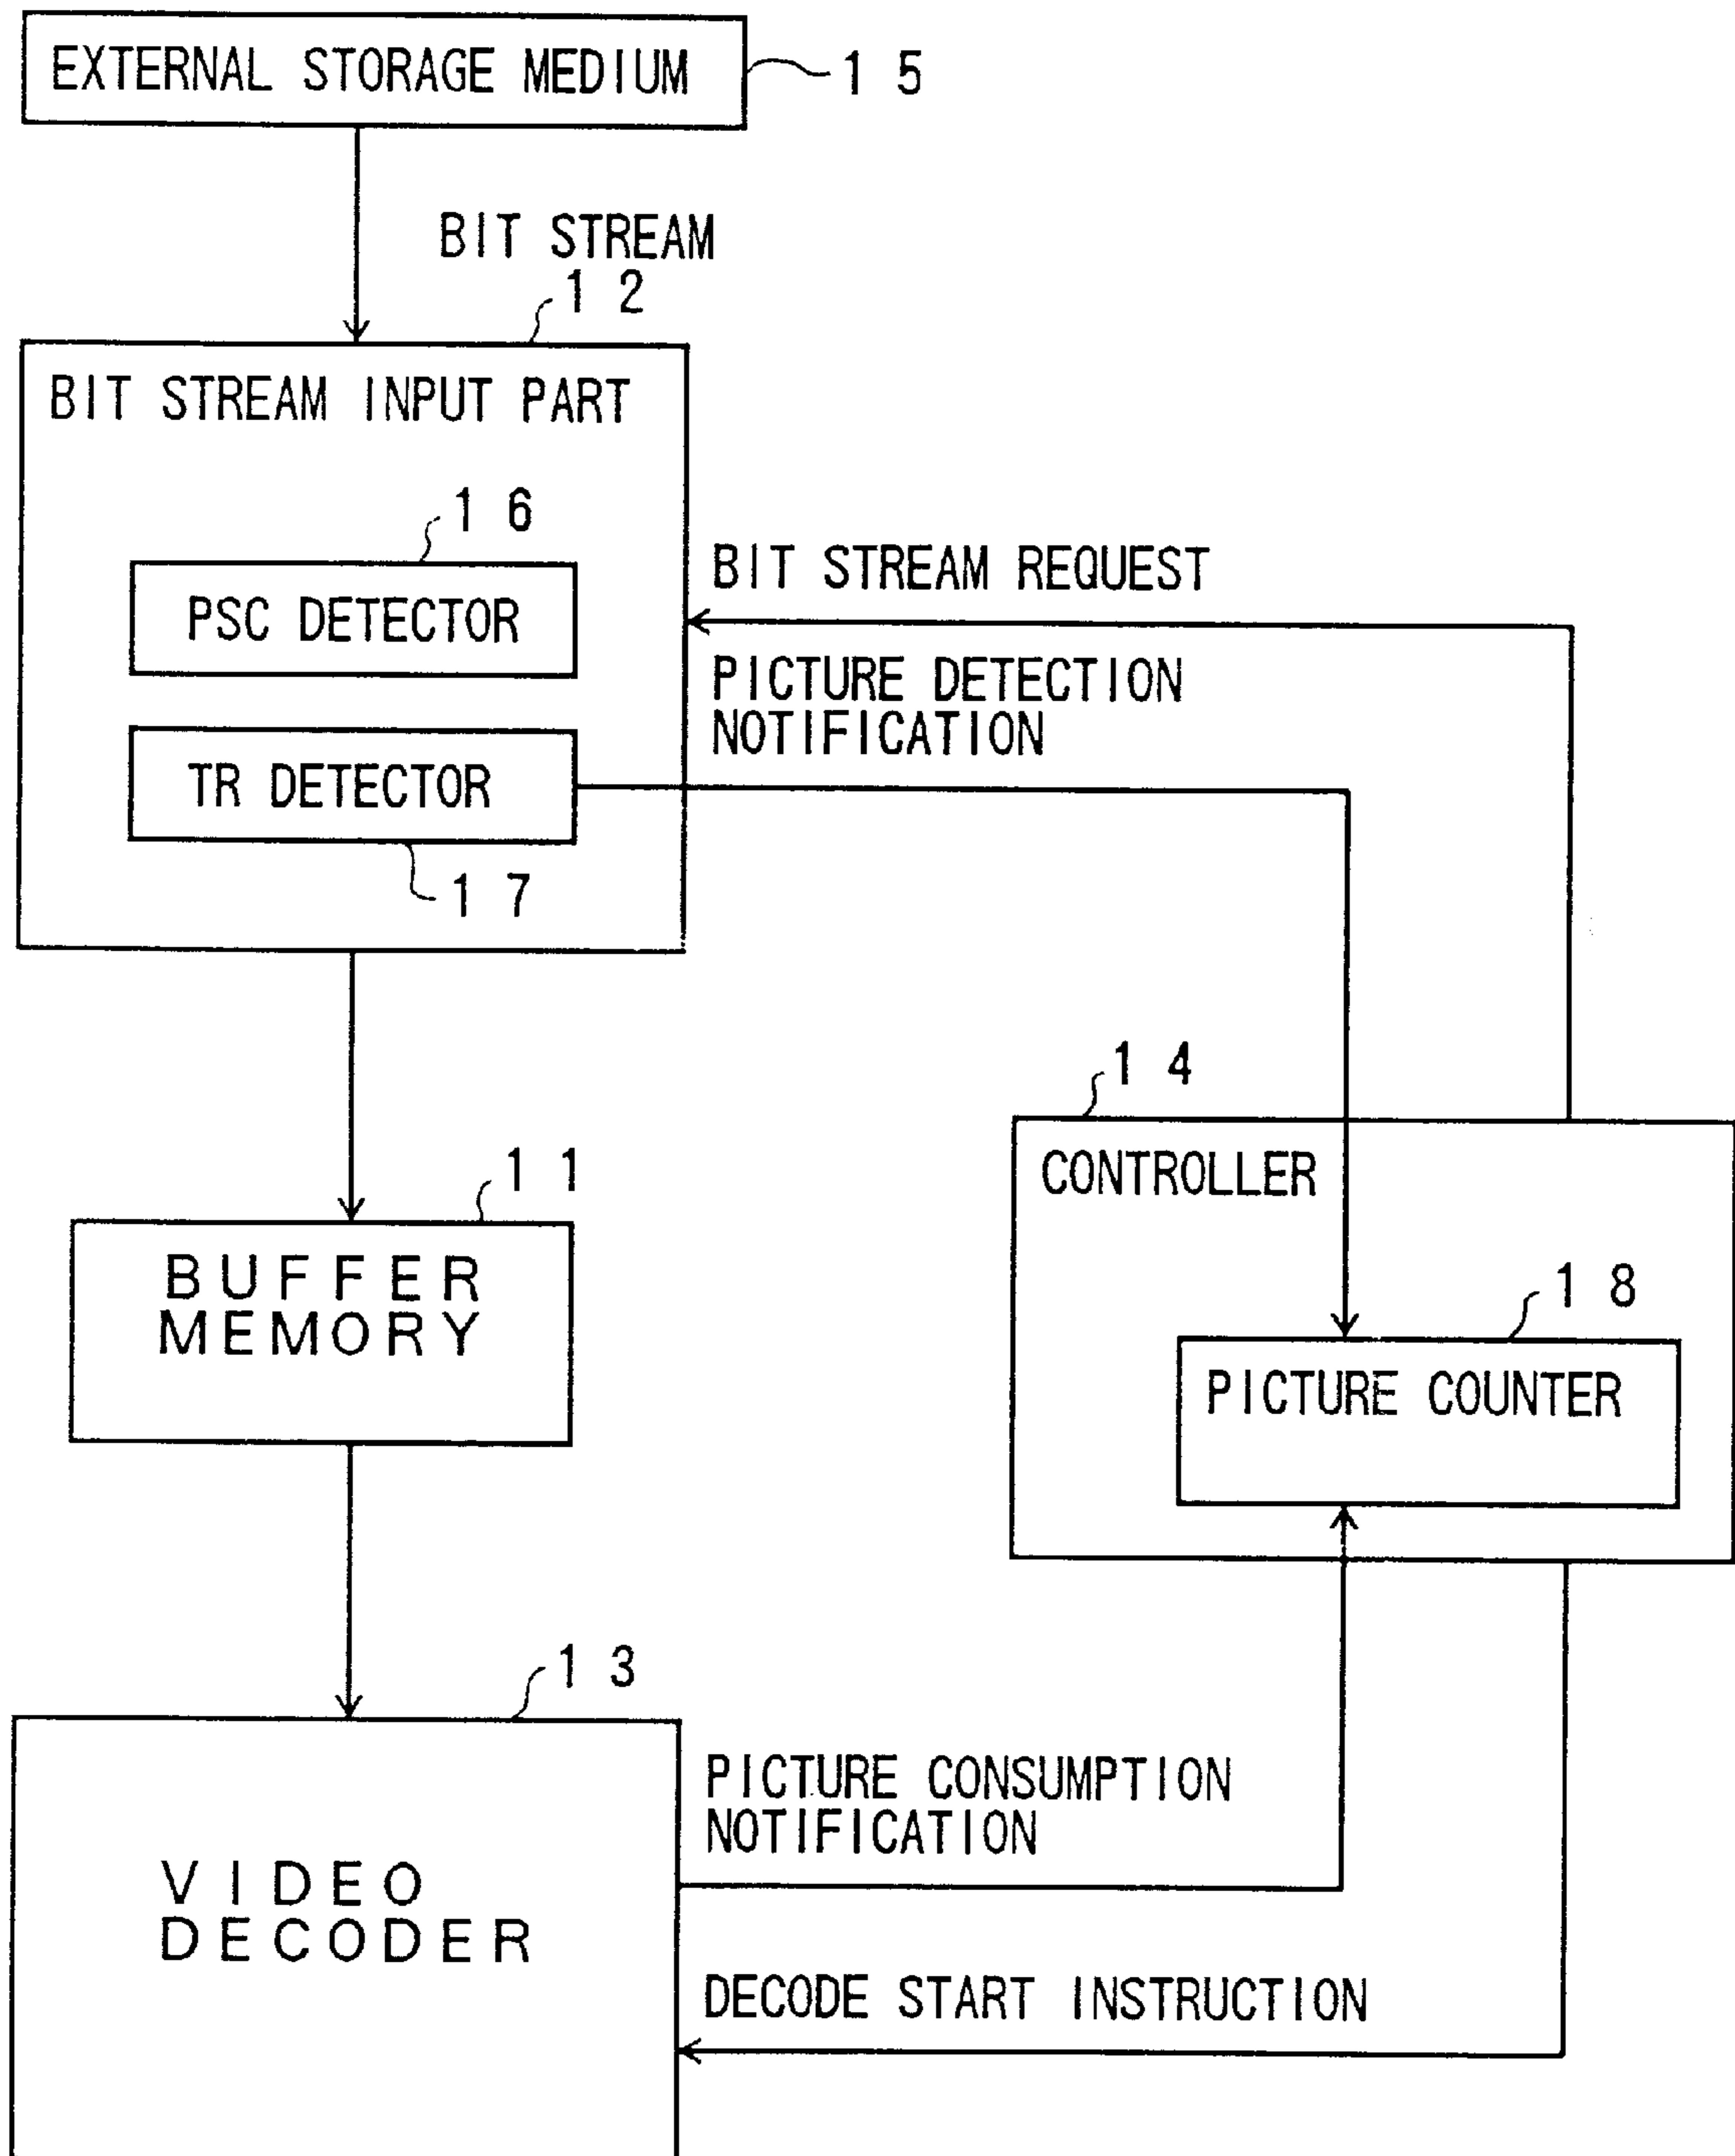 EXTERNAL STORAGE MEDIUM
15
BIT STREAM
12
BIT STREAM INPUT PART
16
PSC DETECTOR
BIT STREAM REQUEST
PICTURE DETECTION
NOTIFICATION
TR DETECTOR
17
14
CONTROLLER
11
BUFFER
MEMORY
18
PICTURE COUNTER
13
PICTURE CONSUMPTION
NOTIFICATION
VIDEO
DECODER
DECODE START INSTRUCTION